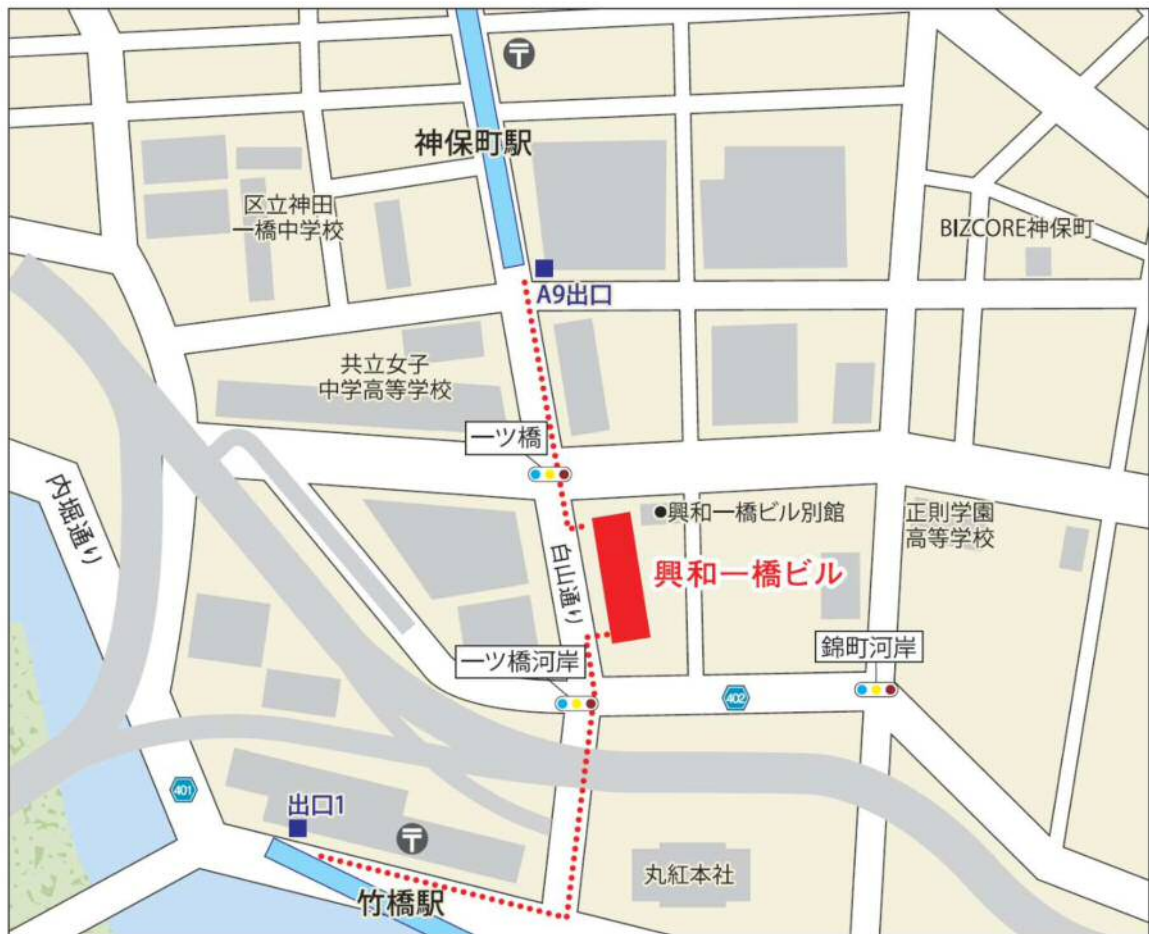 〒
神保町駅
区立神田
一橋中学校
BIZCORE神保町
A9出口
共立女子
中学高等学校
一ツ橋
内堀通り
●興和一橋ビル別館
正則学園
高等学校
白山通り
興和一橋ビル
一ツ橋河岸
錦町河岸
402
401
出口1
〒
丸紅本社
竹橋駅